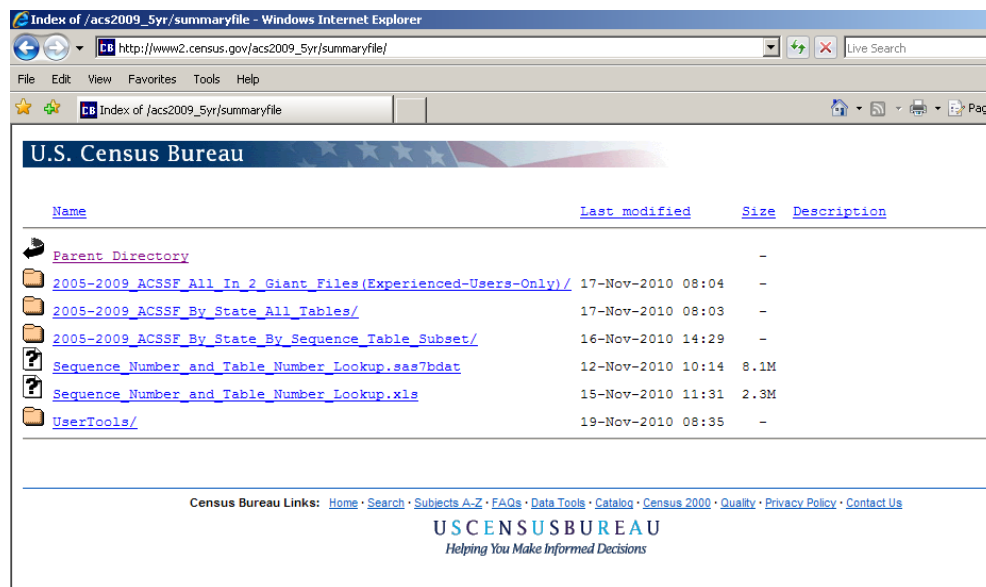 Index of /acs2009_5yr/summaryfile - Windows Internet Explorer
CB http://www2.census.gov/acs2009_5yr/summaryfile/ Live Search
File Edit View Favorites Tools Help
CB Index of /acs2009_5yr/summaryfile Pag
U.S. Census Bureau
Name Last modified Size Description
Parent Directory -
2005-2009_ACSSF_All_In_2_Giant_Files(Experienced-Users-Only)/ 17-Nov-2010 08:04 -
2005-2009_ACSSF_By_State_All_Tables/ 17-Nov-2010 08:03 -
2005-2009_ACSSF_By_State_By_Sequence_Table_Subset/ 16-Nov-2010 14:29 -
Sequence_Number_and_Table_Number_Lookup.sas7bdat 12-Nov-2010 10:14 8.1M
Sequence_Number_and_Table_Number_Lookup.xls 15-Nov-2010 11:31 2.3M
UserTools/ 19-Nov-2010 08:35 -
Census Bureau Links: Home · Search · Subjects A-Z · FAQs · Data Tools · Catalog · Census 2000 · Quality · Privacy Policy · Contact Us
USCENSUSBUREAU
Helping You Make Informed Decisions